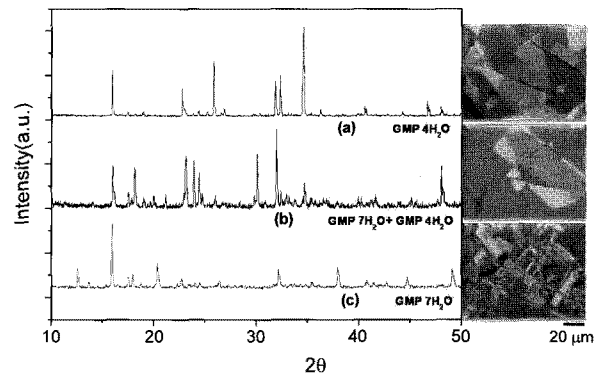 Intensity(a.u.)
(a) GMP 4H₂O
(b) GMP 7H₂O+ GMP 4H₂O
(c) GMP 7H₂O
10 20 30 40 50
2θ
20 μm